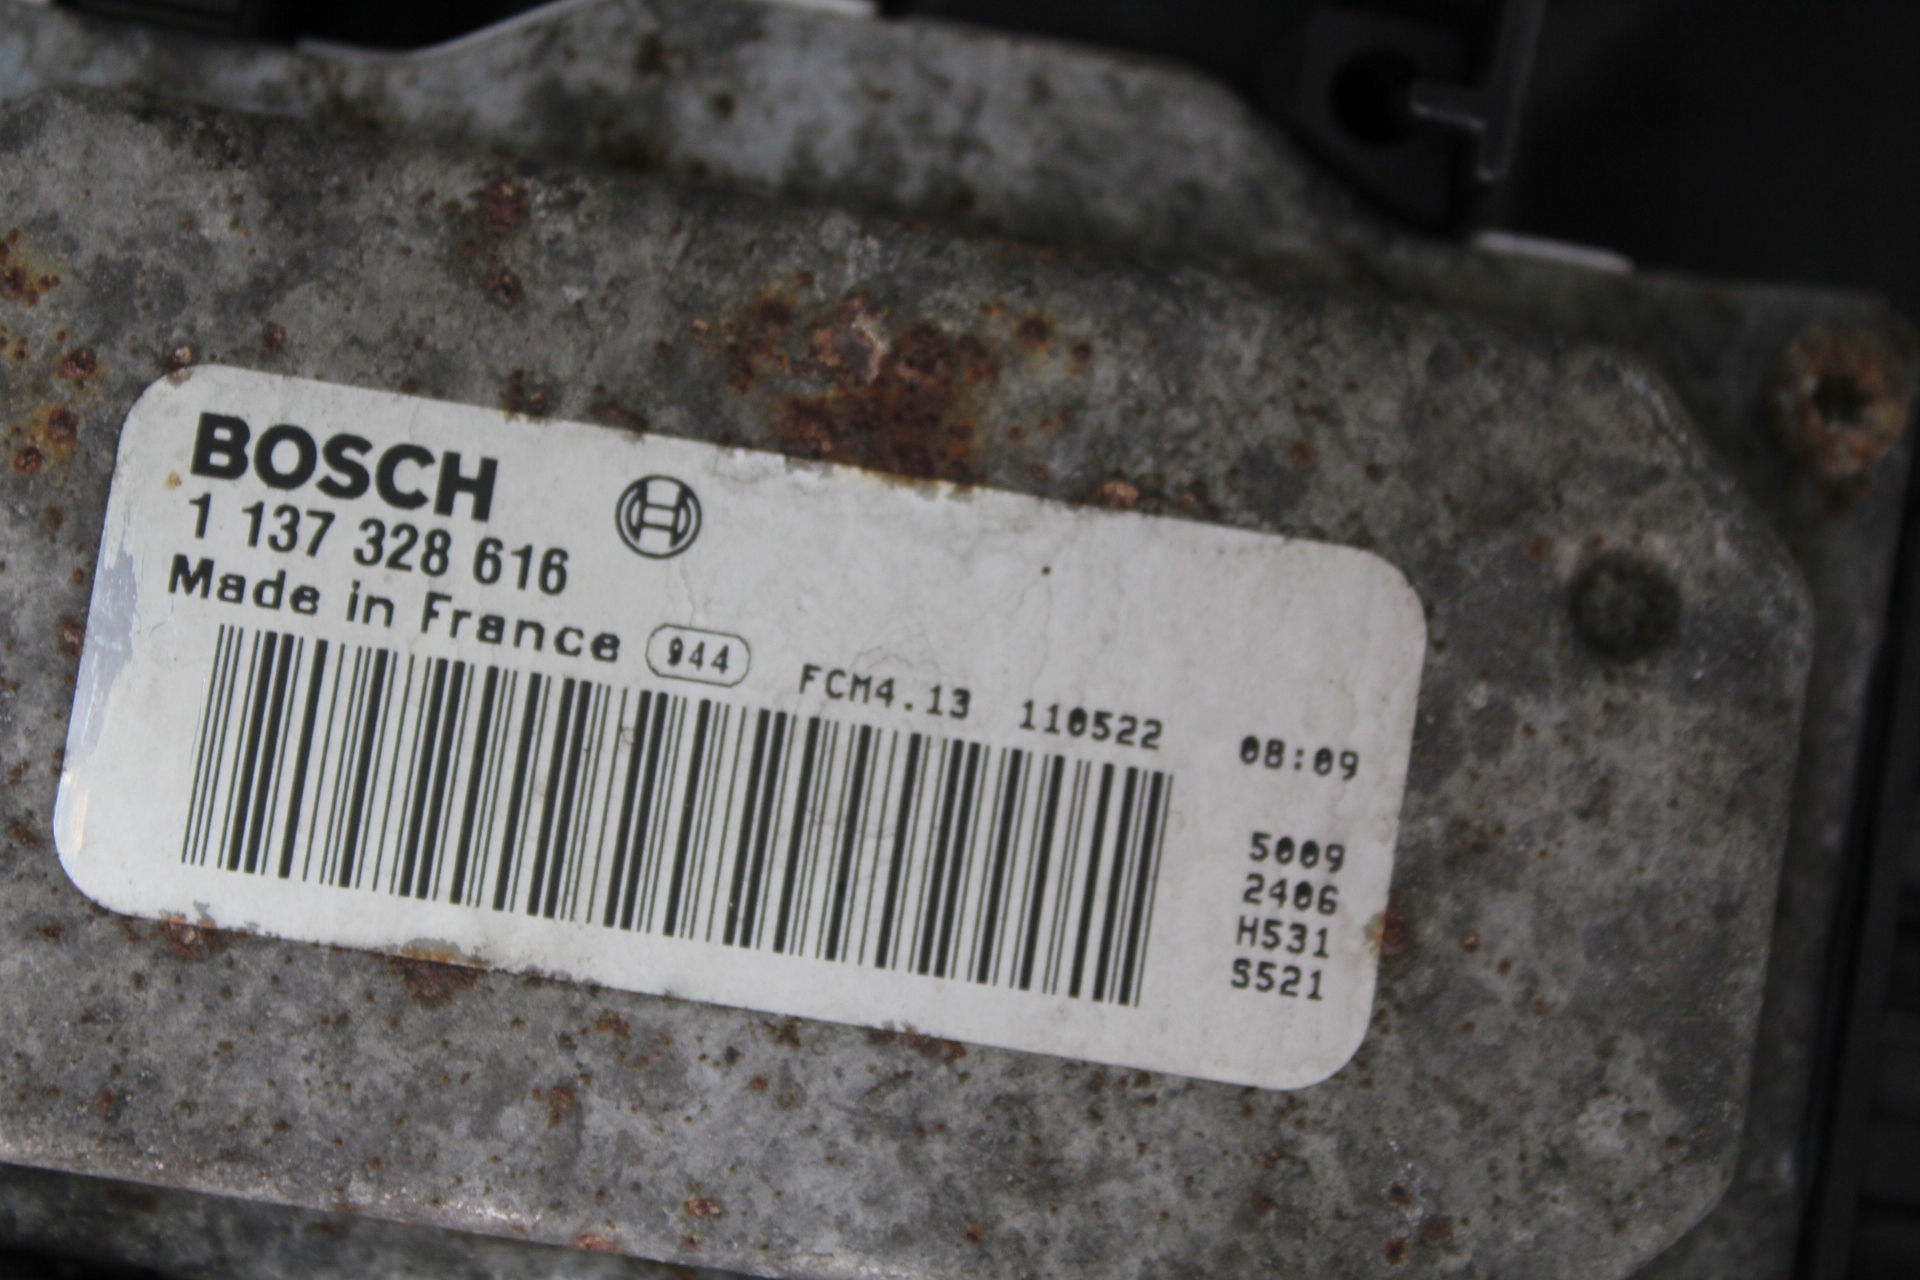 BOSCH
1 137 328 616
Made in France 944 FCM4.13 110522 08:09
5009
2406
H531
S521